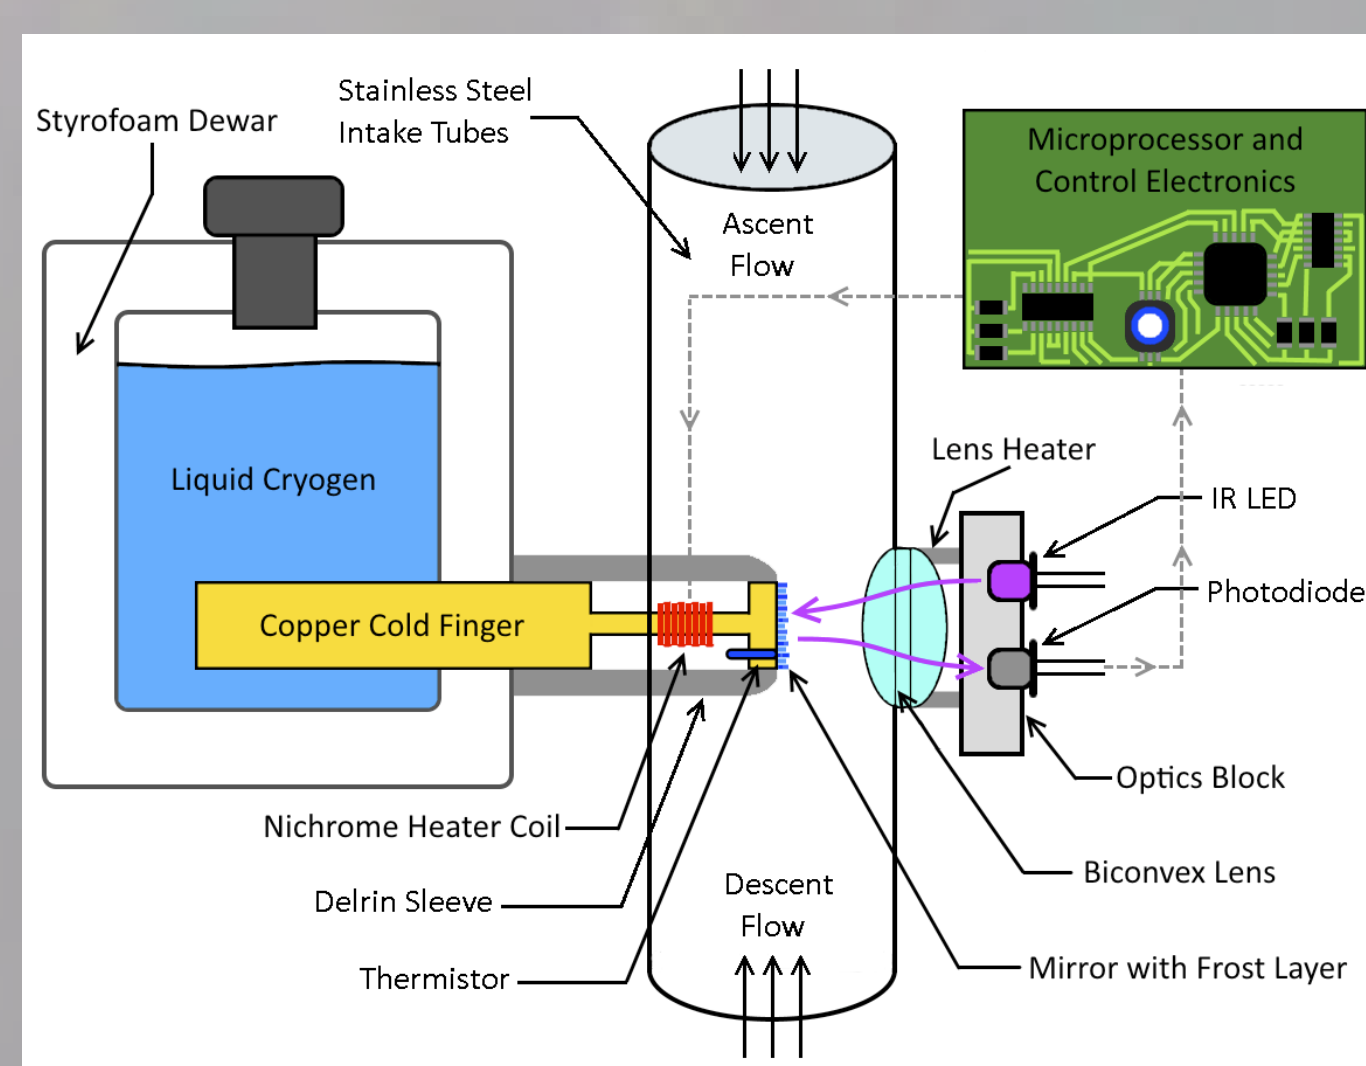 Styrofoam Dewar
Stainless Steel
Intake Tubes
Ascent
Flow
Microprocessor and
Control Electronics
Liquid Cryogen
Lens Heater
IR LED
Photodiode
Copper Cold Finger
Optics Block
Nichrome Heater Coil
Biconvex Lens
Delrin Sleeve
Descent
Flow
Thermistor
Mirror with Frost Layer